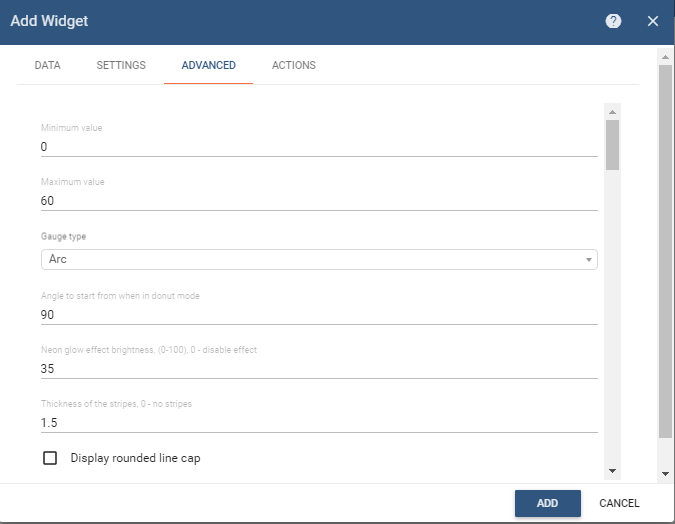 Add Widget
DATA SETTINGS ADVANCED ACTIONS
Minimum value
0
Maximum value
60
Gauge type
Arc
Angle to start from when in donut mode
90
Neon glow effect brightness, (0-100), 0 - disable effect
35
Thickness of the stripes, 0 - no stripes
1.5
Display rounded line cap
ADD CANCEL